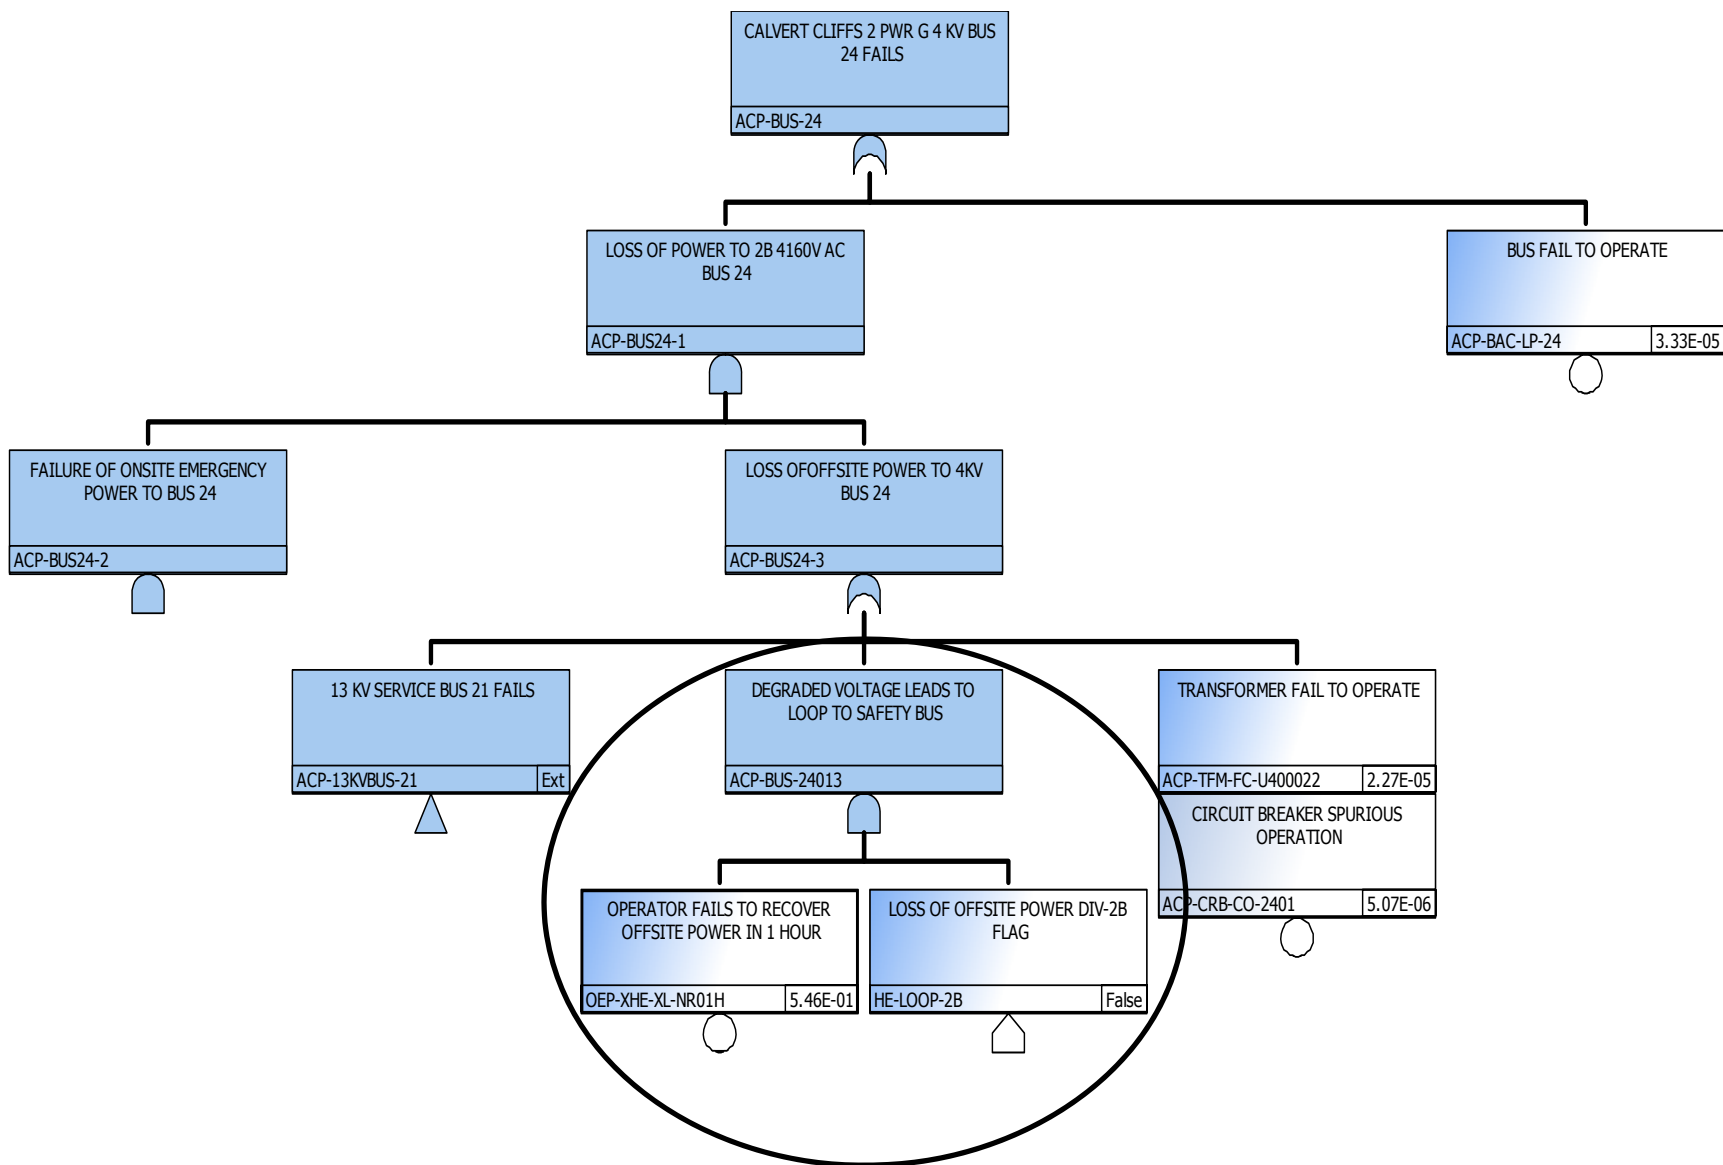 CALVERT CLIFFS 2 PWR G 4 KV BUS
24 FAILS
ACP-BUS-24
LOSS OF POWER TO 2B 4160V AC
BUS 24
ACP-BUS24-1
BUS FAIL TO OPERATE
ACP-BAC-LP-24 3.33E-05
FAILURE OF ONSITE EMERGENCY
POWER TO BUS 24
ACP-BUS24-2
LOSS OFOFFSITE POWER TO 4KV
BUS 24
ACP-BUS24-3
13 KV SERVICE BUS 21 FAILS
ACP-13KVBUS-21 Ext
DEGRADED VOLTAGE LEADS TO
LOOP TO SAFETY BUS
ACP-BUS-24013
TRANSFORMER FAIL TO OPERATE
ACP-TFM-FC-U400022 2.27E-05
CIRCUIT BREAKER SPURIOUS
OPERATION
ACP-CRB-CO-2401 5.07E-06
OPERATOR FAILS TO RECOVER
OFFSITE POWER IN 1 HOUR
OEP-XHE-XL-NR01H 5.46E-01
LOSS OF OFFSITE POWER DIV-2B
FLAG
HE-LOOP-2B False